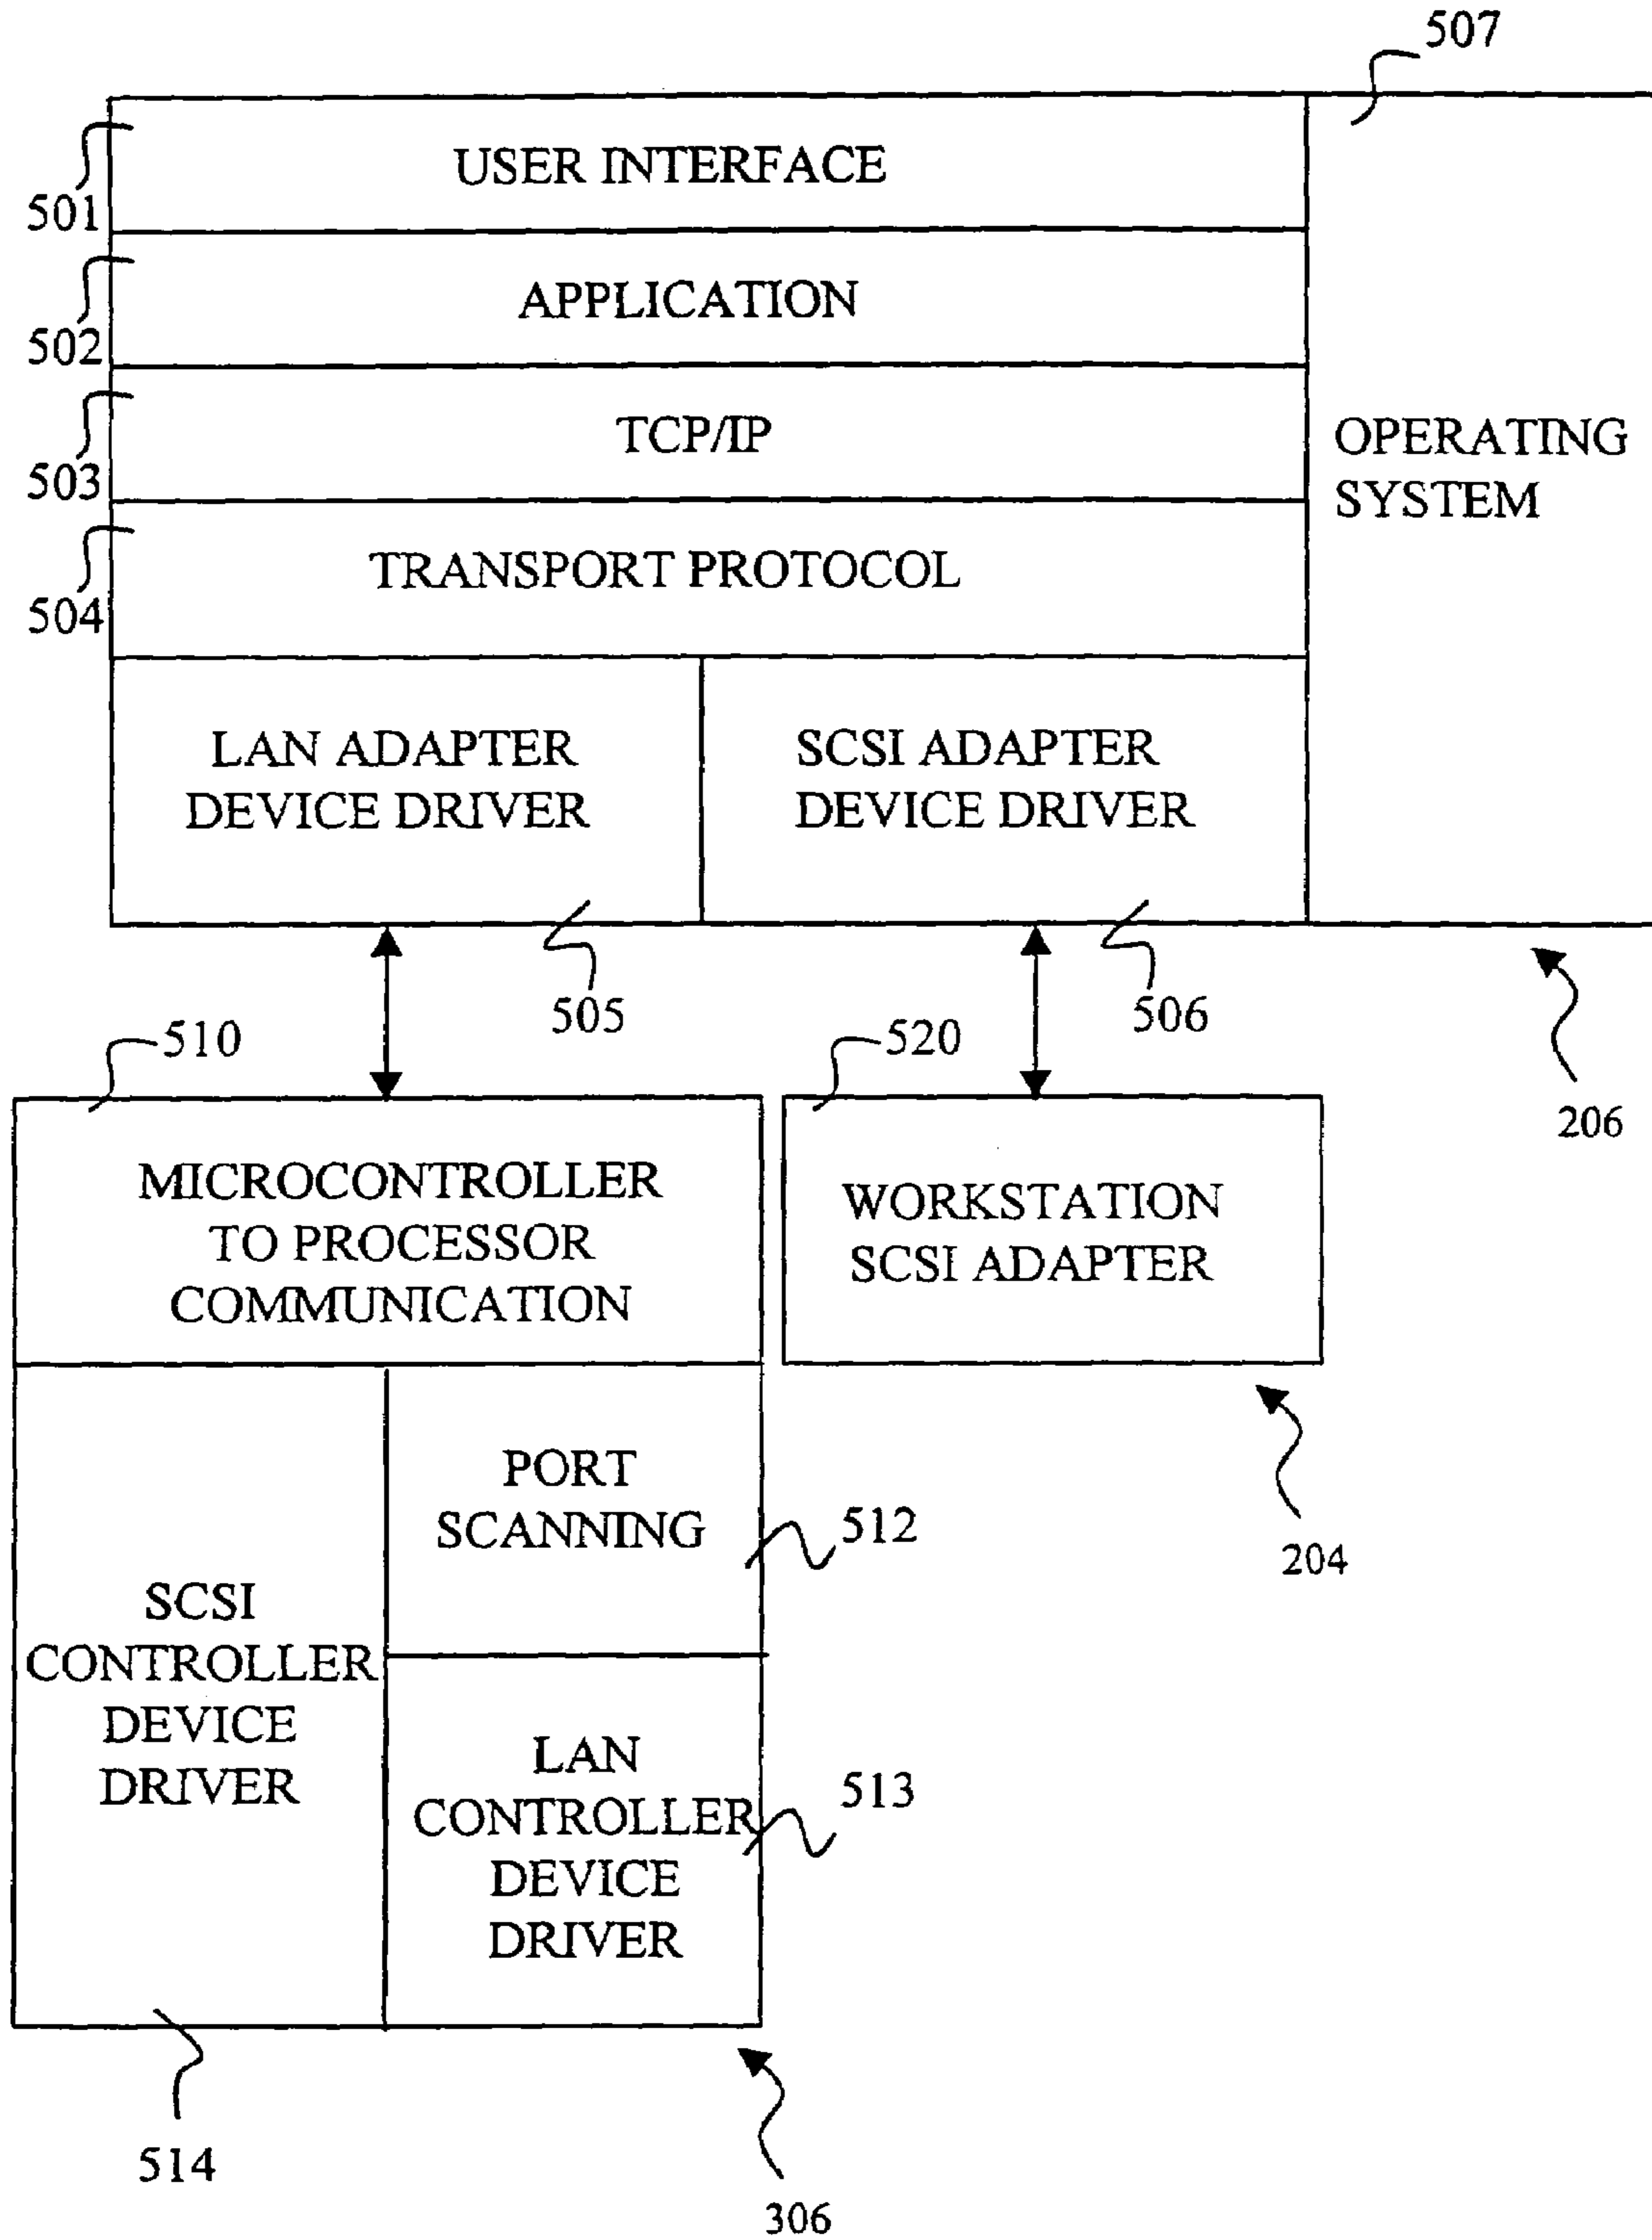 507
USER INTERFACE
501
APPLICATION
502
TCP/IP
503
OPERATING
SYSTEM
TRANSPORT PROTOCOL
504
LAN ADAPTER
DEVICE DRIVER
SCSI ADAPTER
DEVICE DRIVER
505
506
510
520
206
MICROCONTROLLER
TO PROCESSOR
COMMUNICATION
WORKSTATION
SCSI ADAPTER
204
PORT
SCANNING
512
SCSI
CONTROLLER
DEVICE
DRIVER
LAN
CONTROLLER
DEVICE
DRIVER
513
514
306